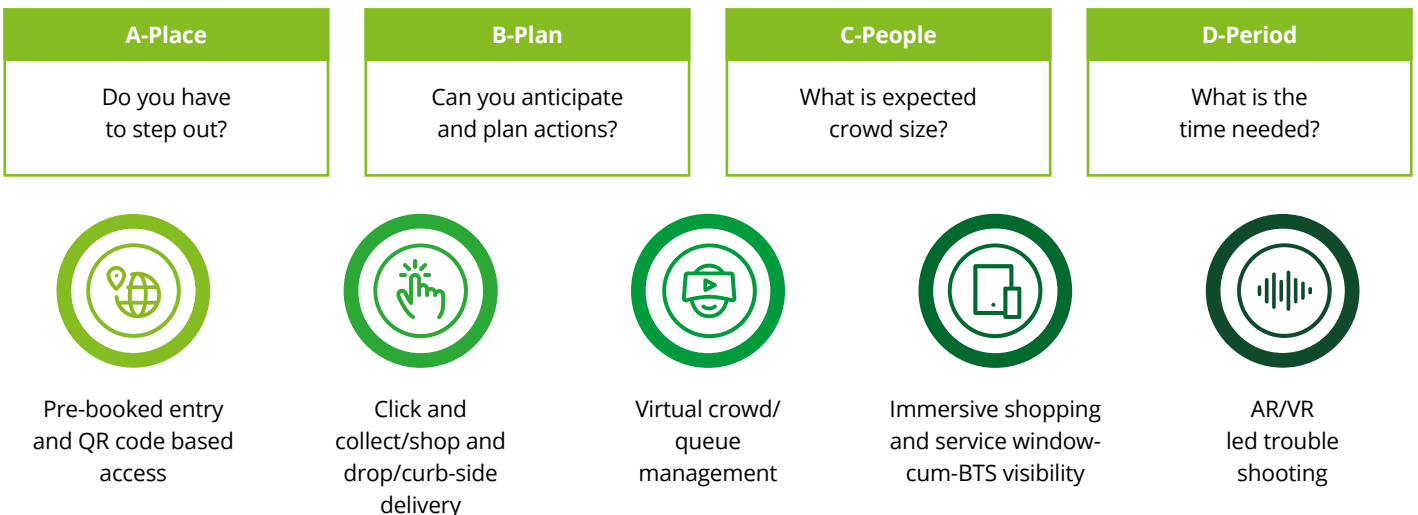 A-Place
Do you have
to step out?
B-Plan
Can you anticipate
and plan actions?
C-People
What is expected
crowd size?
D-Period
What is the
time needed?
Pre-booked entry
and QR code based
access
Click and
collect/shop and
drop/curb-side
delivery
Virtual crowd/
queue
management
Immersive shopping
and service window-
cum-BTS visibility
AR/VR
led trouble
shooting